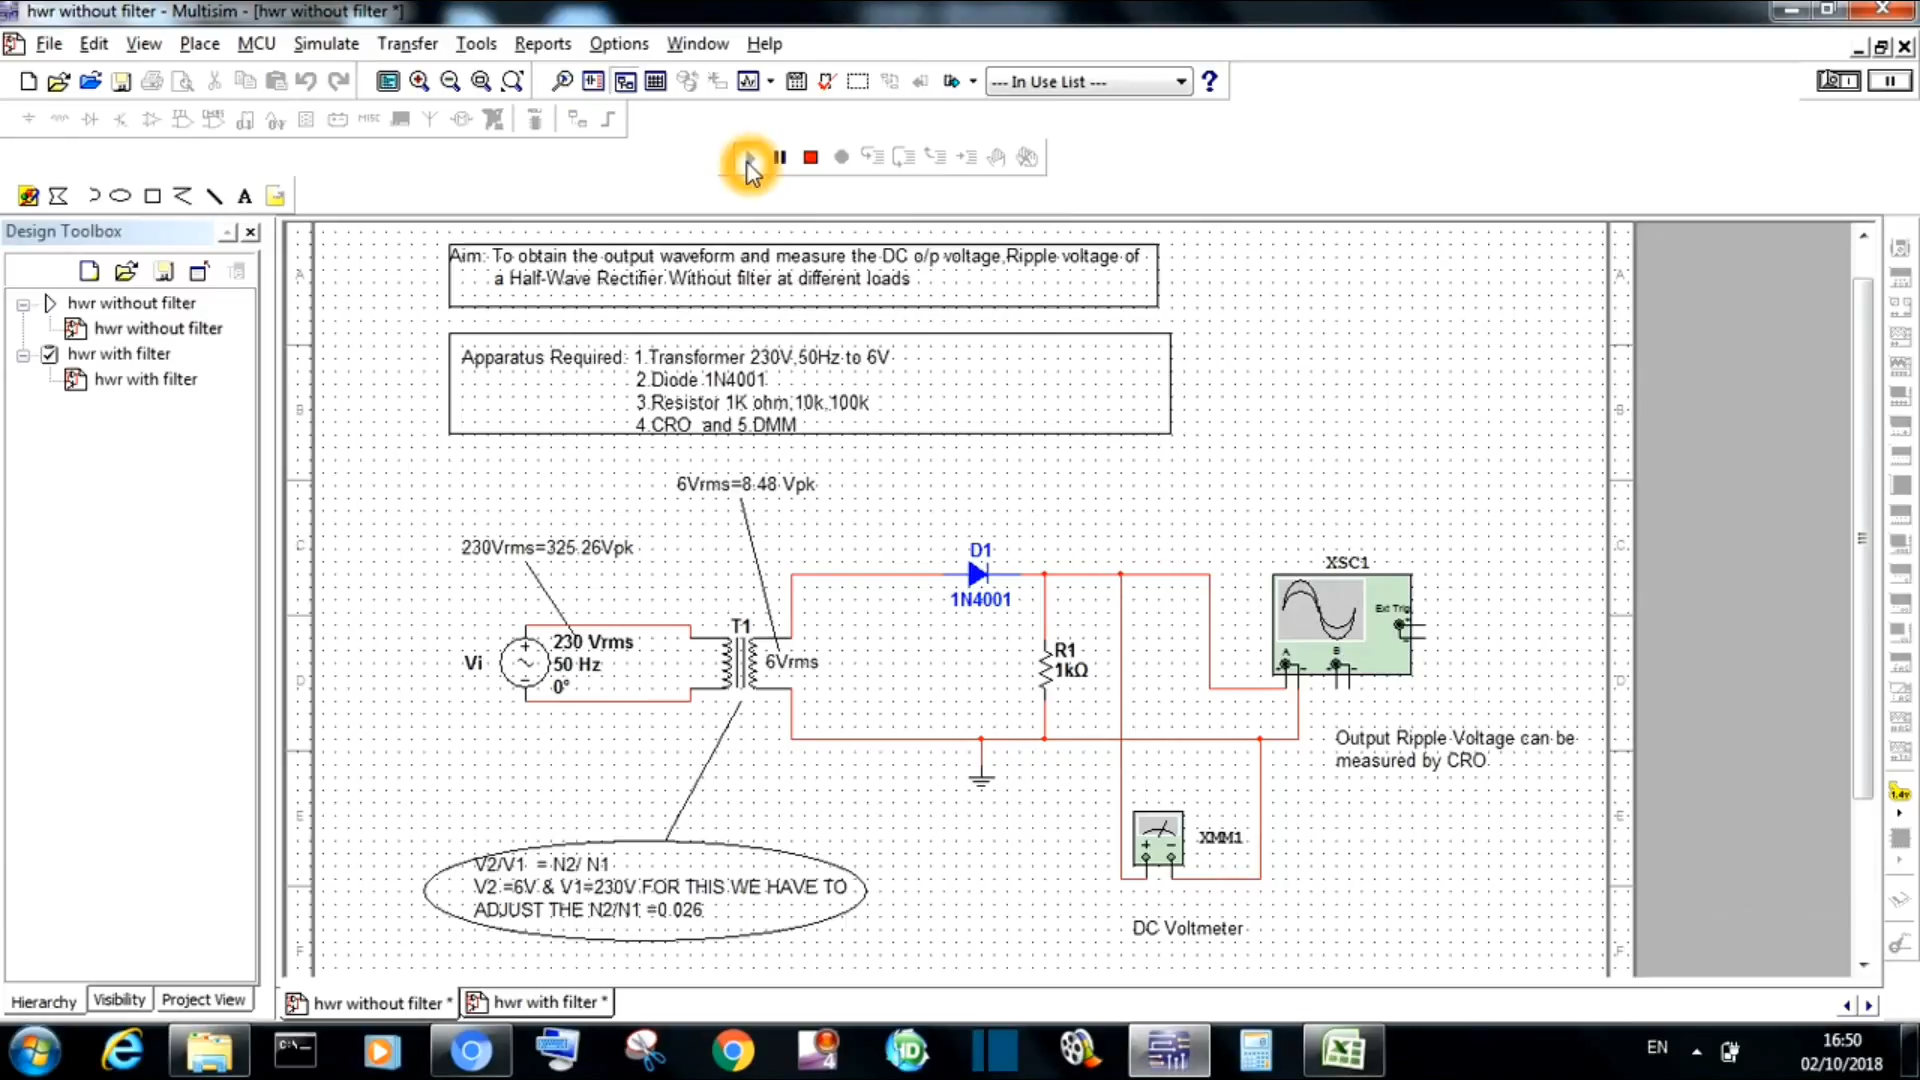 hwr without filter - Multisim - [hwr without filter *]
File Edit View Place MCU Simulate Transfer Tools Reports Options Window Help
--- In Use List ---
MISC
Design Toolbox
hwr without filter
hwr without filter
hwr with filter
hwr with filter
Aim: To obtain the output waveform and measure the DC o/p voltage,Ripple voltage of
a Half-Wave Rectifier Without filter at different loads
Apparatus Required: 1.Transformer 230V,50Hz to 6V
2.Diode 1N4001
3.Resistor 1K ohm,10k,100k
4.CRO and 5.DMM
6Vrms=8.48 Vpk
230Vrms=325.26Vpk
D1
1N4001
XSC1
Ext Trig
A B
T1
Vi
230 Vrms
50 Hz
0°
6Vrms
R1
1kΩ
Output Ripple Voltage can be
measured by CRO
XMM1
V2/V1 = N2/ N1
V2 =6V & V1=230V FOR THIS WE HAVE TO
ADJUST THE N2/N1 =0.026
DC Voltmeter
A
B
C
D
E
F
A
B
C
D
E
F
1.4v
Hierarchy Visibility Project View
hwr without filter * hwr with filter *
EN
16:50
02/10/2018